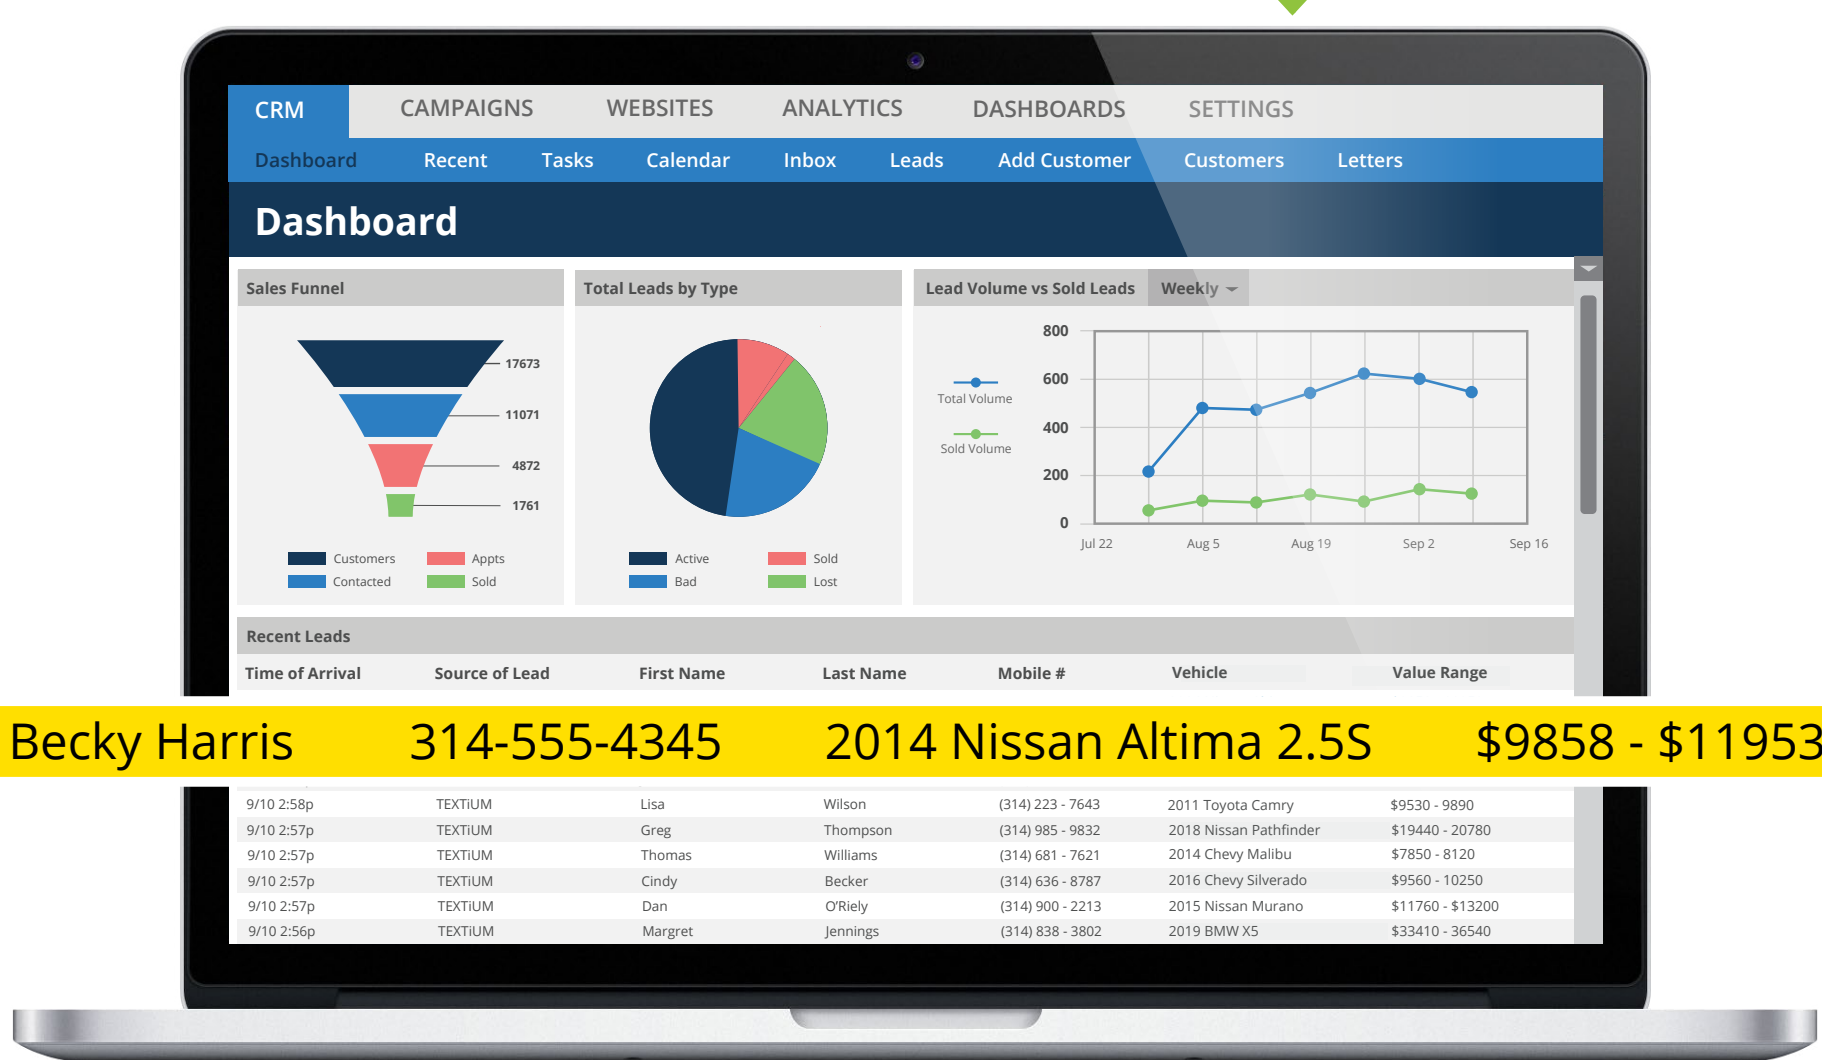 CRM CAMPAIGNS WEBSITES ANALYTICS DASHBOARDS SETTINGS
Dashboard Recent Tasks Calendar Inbox Leads Add Customer Customers Letters
Dashboard
Sales Funnel
17673
11071
4872
1761
Customers Appts
Contacted Sold
Total Leads by Type
Active Sold
Bad Lost
Lead Volume vs Sold Leads Weekly
Total Volume
Sold Volume
800
600
400
200
0
Jul 22 Aug 5 Aug 19 Sep 2 Sep 16
Recent Leads
Time of Arrival Source of Lead First Name Last Name Mobile # Vehicle Value Range
Becky Harris 314-555-4345 2014 Nissan Altima 2.5S $9858 - $11953
9/10 2:58p TEXTiUM Lisa Wilson (314) 223 - 7643 2011 Toyota Camry $9530 - 9890
9/10 2:57p TEXTiUM Greg Thompson (314) 985 - 9832 2018 Nissan Pathfinder $19440 - 20780
9/10 2:57p TEXTiUM Thomas Williams (314) 681 - 7621 2014 Chevy Malibu $7850 - 8120
9/10 2:57p TEXTiUM Cindy Becker (314) 636 - 8787 2016 Chevy Silverado $9560 - 10250
9/10 2:57p TEXTiUM Dan O'Riely (314) 900 - 2213 2015 Nissan Murano $11760 - $13200
9/10 2:56p TEXTiUM Margret Jennings (314) 838 - 3802 2019 BMW X5 $33410 - 36540